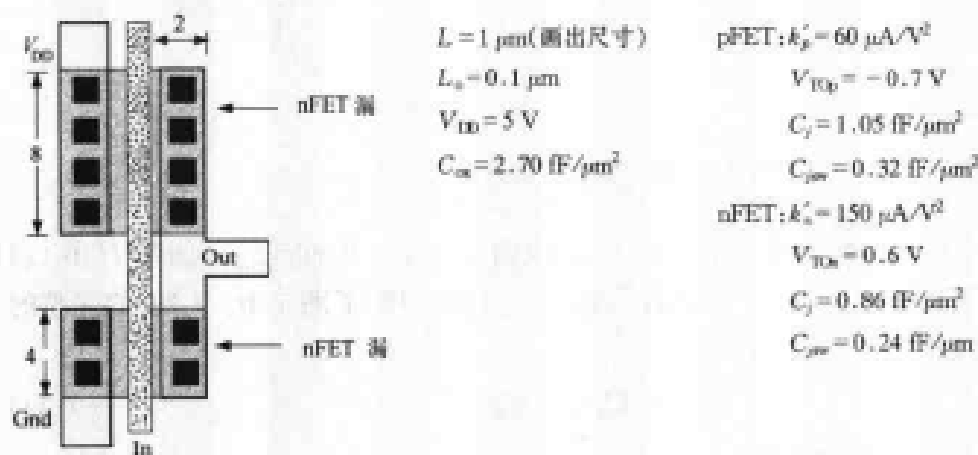 2
V_DD
8
nFET 漏
Out
4
nFET 漏
Gnd
In
L = 1 μm(画出尺寸)
L_o = 0.1 μm
V_DD = 5 V
C_ox = 2.70 fF/μm²
pFET: k′_p = 60 μA/V²
V_TOp = −0.7 V
C_j = 1.05 fF/μm²
C_jsw = 0.32 fF/μm²
nFET: k′_n = 150 μA/V²
V_TOn = 0.6 V
C_j = 0.86 fF/μm²
C_jsw = 0.24 fF/μm